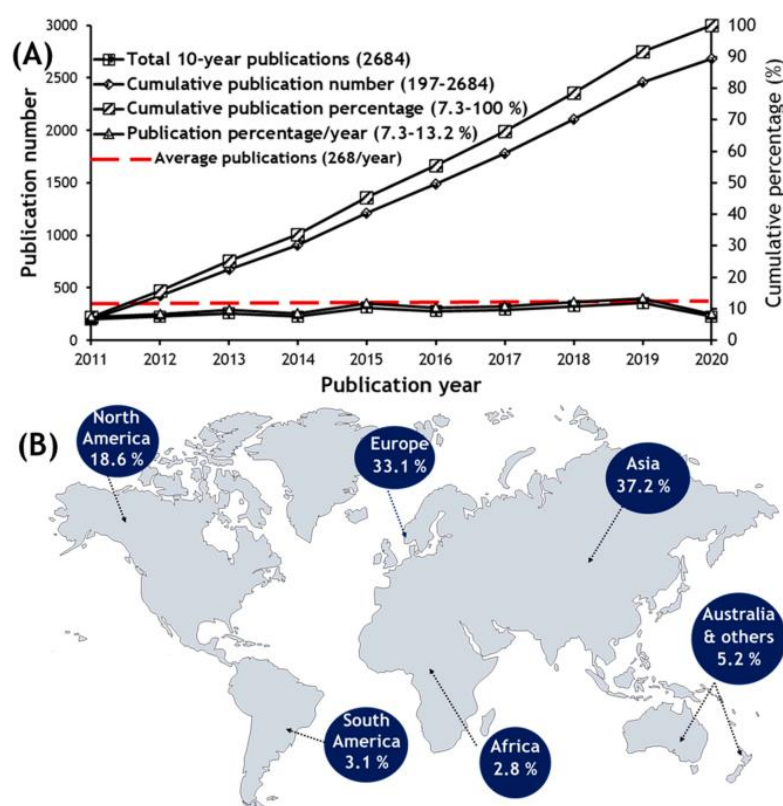 (A)
3000
2500
2000
1500
1000
500
0
Publication number
Total 10-year publications (2684)
Cumulative publication number (197-2684)
Cumulative publication percentage (7.3-100 %)
Publication percentage/year (7.3-13.2 %)
Average publications (268/year)
100
90
80
70
60
50
40
30
20
10
0
Cumulative percentage (%)
2011 2012 2013 2014 2015 2016 2017 2018 2019 2020
Publication year
(B)
North
America
18.6 %
Europe
33.1 %
Asia
37.2 %
Australia
& others
5.2 %
South
America
3.1 %
Africa
2.8 %